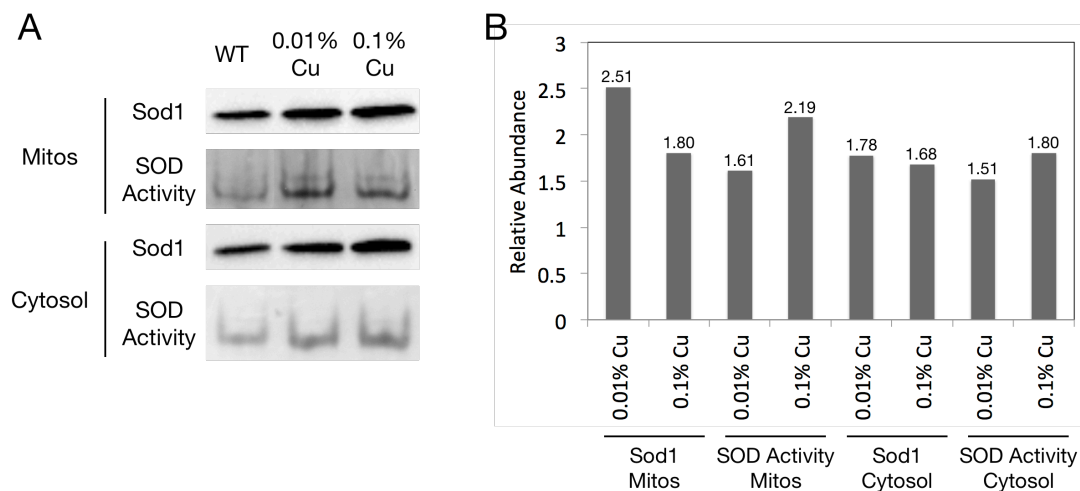 A
WT
0.01%
Cu
0.1%
Cu
Mitos
Sod1
SOD
Activity
Cytosol
Sod1
SOD
Activity
B
Relative Abundance
3
2.5
2
1.5
1
0.5
0
2.51
1.80
1.61
2.19
1.78
1.68
1.51
1.80
0.01% Cu
0.1% Cu
0.01% Cu
0.1% Cu
0.01% Cu
0.1% Cu
0.01% Cu
0.1% Cu
Sod1
Mitos
SOD Activity
Mitos
Sod1
Cytosol
SOD Activity
Cytosol